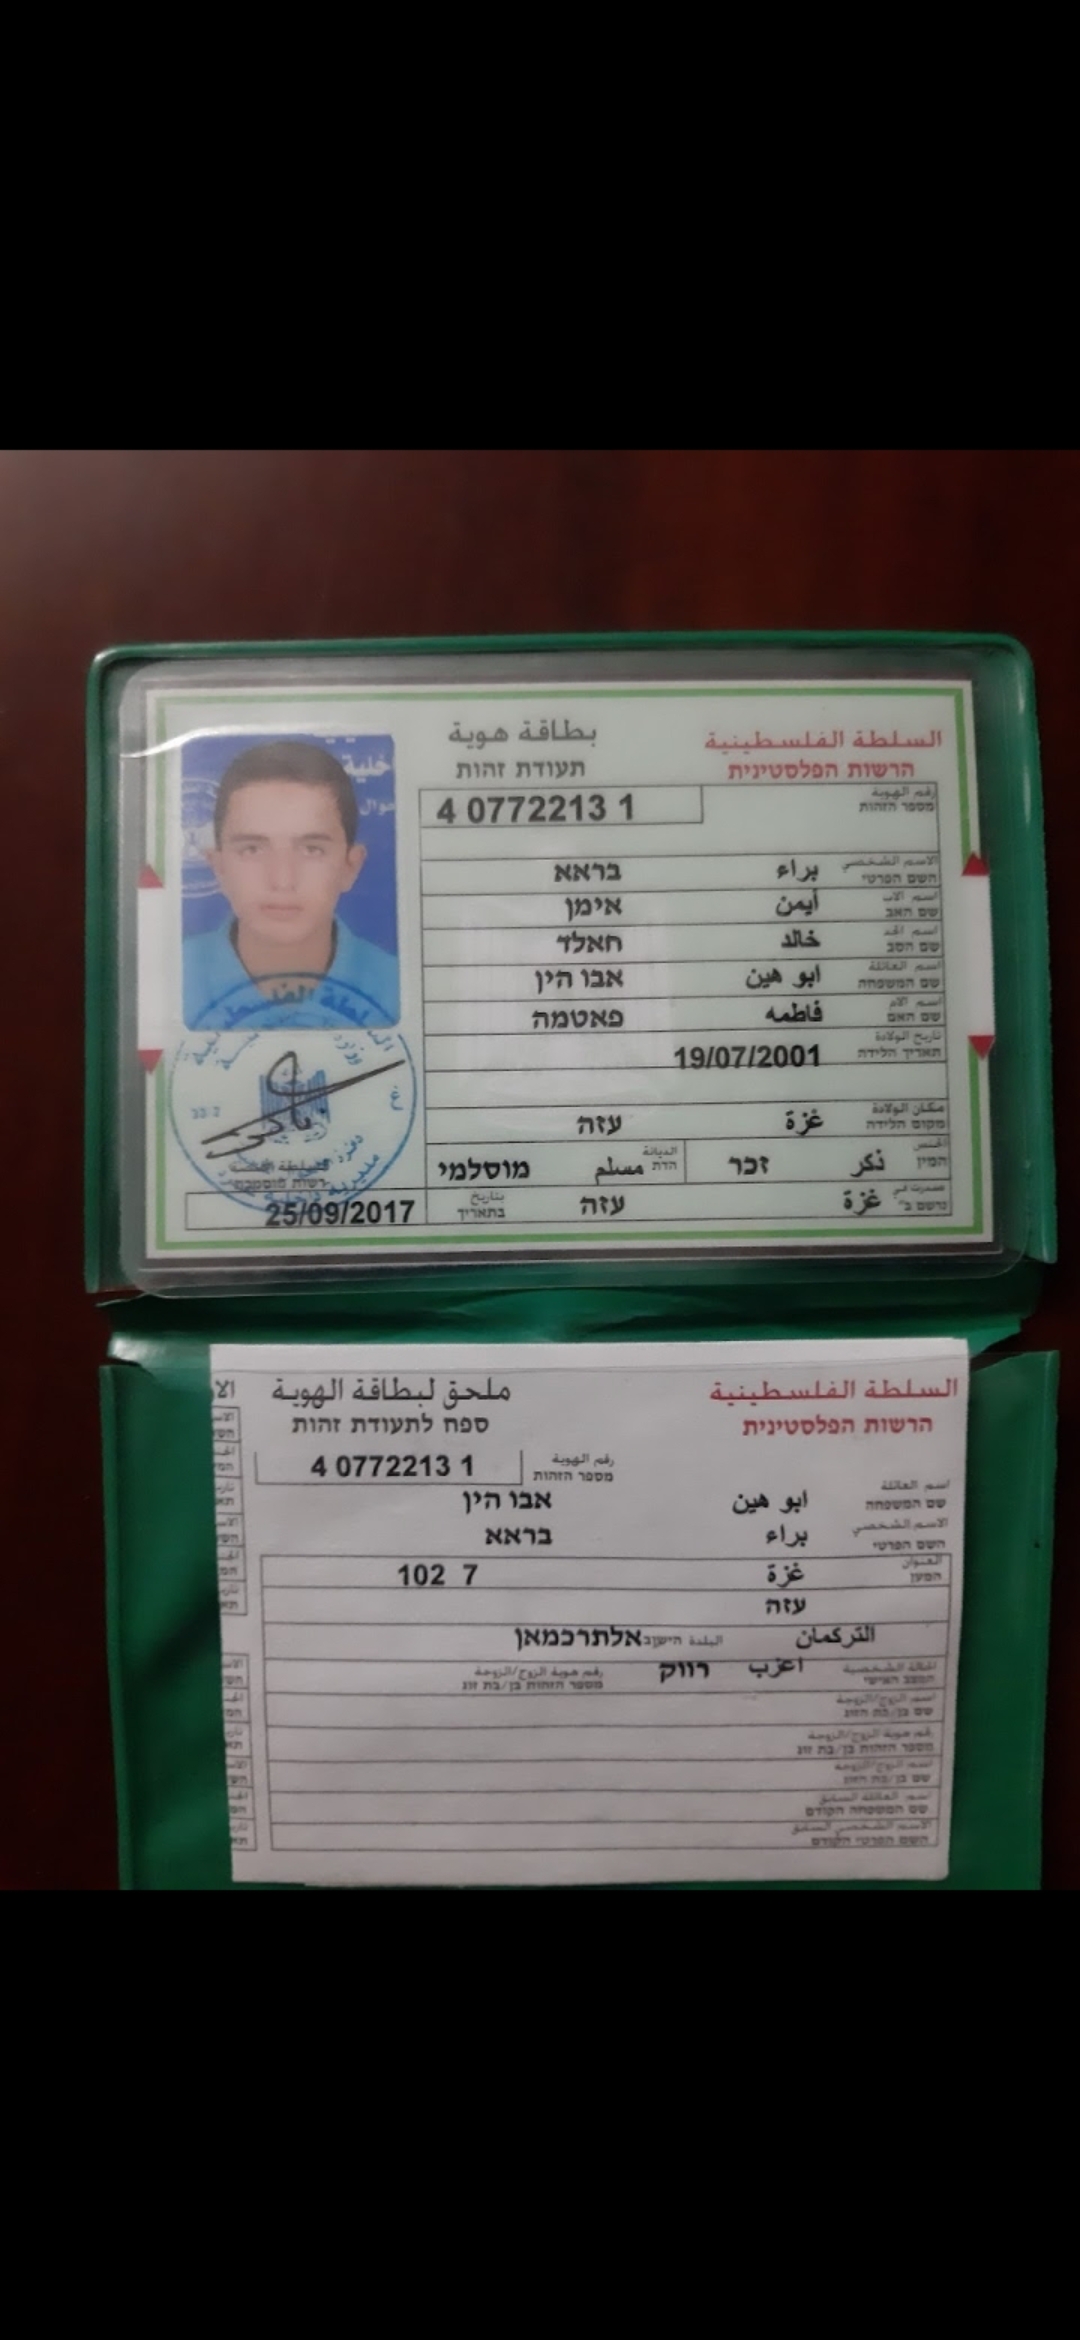 السلطة الفلسطينية
הרשות הפלסטינית
بطاقة هوية
תעודת זהות
خلية
موال
رقم الهوية
מספר הזהות
4 0772213 1
الاسم الشخصي براء
השם הפרטי בראא
اسم الاب أيمن
שם האב אימן
اسم الجد خالد
שם הסב חאלד
اسم العائلة ابو هين
שם המשפחה אבו הין
اسم الام فاطمه
שם האם פאטמה
تاريخ الولادة
תאריך הלידה
19/07/2001
مكان الولادة غزة
מקום הלידה עזה
الجنس ذكر
המין זכר
الديانة مسلم
הדת מוסלמי
صدرت في غزة
נרשם ב" עזה
بتاريخ
בתאריך
25/09/2017
السلطة الفلسطينية
הרשות הפלסטינית
ملحق لبطاقة الهوية
ספח לתעודת זהות
رقم الهوية
מספר הזהות
4 0772213 1
اسم العائلة ابو هين
שם המשפחה אבו הין
الاسم الشخصي براء
השם הפרטי בראא
العنوان غزة 102 7
המען
עזה
التركمان البلدة הישוב אלתרכמאן
الحالة الشخصية اعزب רווק
המצב האישי
رقم هوية الزوج/الزوجة
מספר הזהות בן/בת זוג
اسم الزوج/الزوجة
שם בן/בת הזוג
رقم هوية الزوج/الزوجة
מספר הזהות בן/בת זוג
اسم الزوج/الزوجة
שם בן/בת הזוג
اسم العائلة السابق
שם המשפחה הקודם
الاسم الشخصي السابق
השם הפרטי הקודם